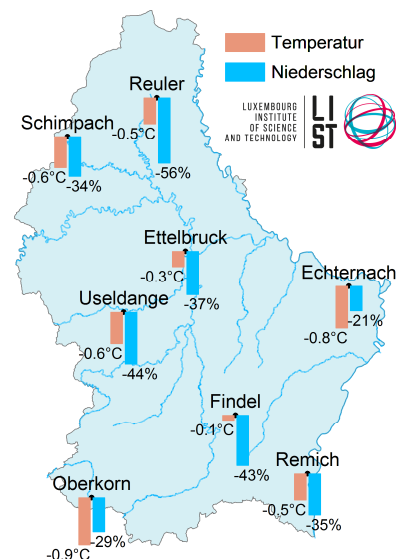 Temperatur
Niederschlag
LUXEMBOURG
INSTITUTE
OF SCIENCE
AND TECHNOLOGY
LI
ST
Reuler
-0.5°C
-56%
Schimpach
-0.6°C
-34%
Ettelbruck
-0.3°C
-37%
Echternach
-0.8°C
-21%
Useldange
-0.6°C
-44%
Findel
-0.1°C
-43%
Remich
-0.5°C
-35%
Oberkorn
-0.9°C
-29%